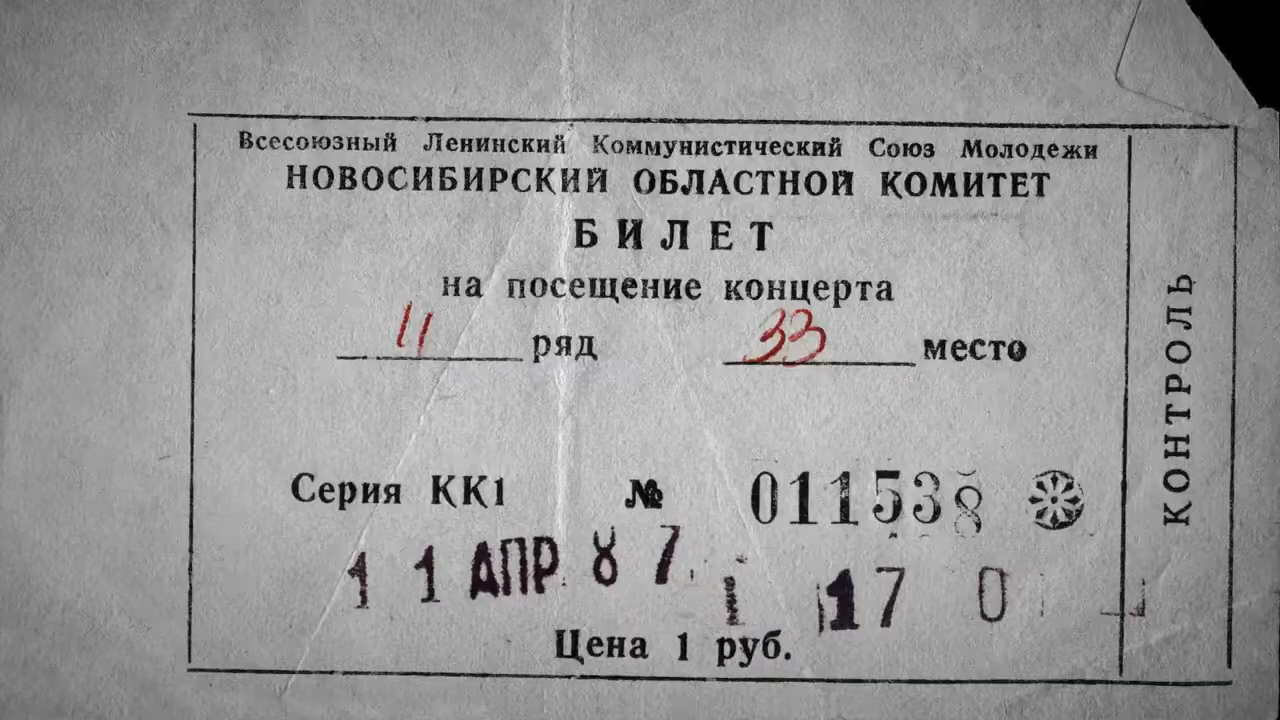 Всесоюзный Ленинский Коммунистический Союз Молодежи
НОВОСИБИРСКИЙ ОБЛАСТНОЙ КОМИТЕТ
БИЛЕТ
на посещение концерта
11 ряд 33 место
Серия КК1 № 011538
11 АПР 87 17 0
Цена 1 руб.
КОНТРОЛЬ